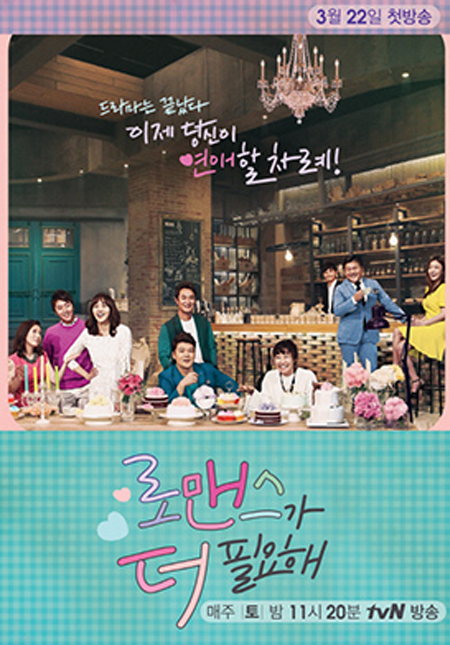 3월 22일 첫방송
드라마는 끝났다
이제 당신이
연애할 차례!
로맨스가
더 필요해
매주 [토] 밤 11시 20분 tvN 방송